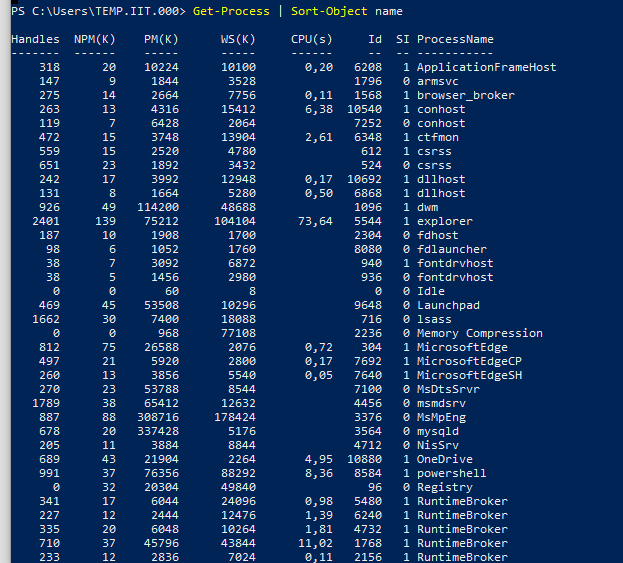 PS C:\Users\TEMP.IIT.000> Get-Process | Sort-Object name
Handles NPM(K) PM(K) WS(K) CPU(s) Id SI ProcessName
------- ------ ----- ----- ------ -- -- -----------
318 20 10224 10100 0,20 6208 1 ApplicationFrameHost
147 9 1844 3528 1796 0 armsvc
275 14 2664 7756 0,11 1568 1 browser_broker
263 13 4316 15412 6,38 10540 1 conhost
119 7 6428 2064 7252 0 conhost
472 15 3748 13904 2,61 6348 1 ctfmon
559 15 2520 4780 612 1 csrss
651 23 1892 3432 524 0 csrss
242 17 3992 12948 0,17 10692 1 dllhost
131 8 1664 5280 0,50 6868 1 dllhost
926 49 114200 48688 1096 1 dwm
2401 139 75212 104104 73,64 5544 1 explorer
187 10 1908 1700 2304 0 fdhost
98 6 1052 1760 8080 0 fdlauncher
38 7 3092 6872 940 1 fontdrvhost
38 5 1456 2980 936 0 fontdrvhost
0 0 60 8 0 0 Idle
469 45 53508 10296 9648 0 Launchpad
1662 30 7400 18088 716 0 lsass
0 0 968 77108 2236 0 Memory Compression
812 75 26588 2076 0,72 304 1 MicrosoftEdge
497 21 5920 2800 0,17 7692 1 MicrosoftEdgeCP
260 13 3856 5540 0,05 7640 1 MicrosoftEdgeSH
270 23 53788 8544 7100 0 MsDtsSrvr
1789 38 65412 12632 4456 0 msmdsrv
887 88 308716 178424 3376 0 MsMpEng
678 20 337428 5176 3564 0 mysqld
205 11 3884 8844 4712 0 NisSrv
689 43 21904 2264 4,95 10880 1 OneDrive
991 37 76356 88292 8,36 8584 1 powershell
0 32 20304 49840 96 0 Registry
341 17 6044 24096 0,98 5480 1 RuntimeBroker
227 12 2444 12476 1,39 6240 1 RuntimeBroker
335 20 6048 10264 1,81 4732 1 RuntimeBroker
710 37 45796 43844 11,02 1768 1 RuntimeBroker
233 12 2836 7024 0,11 2156 1 RuntimeBroker